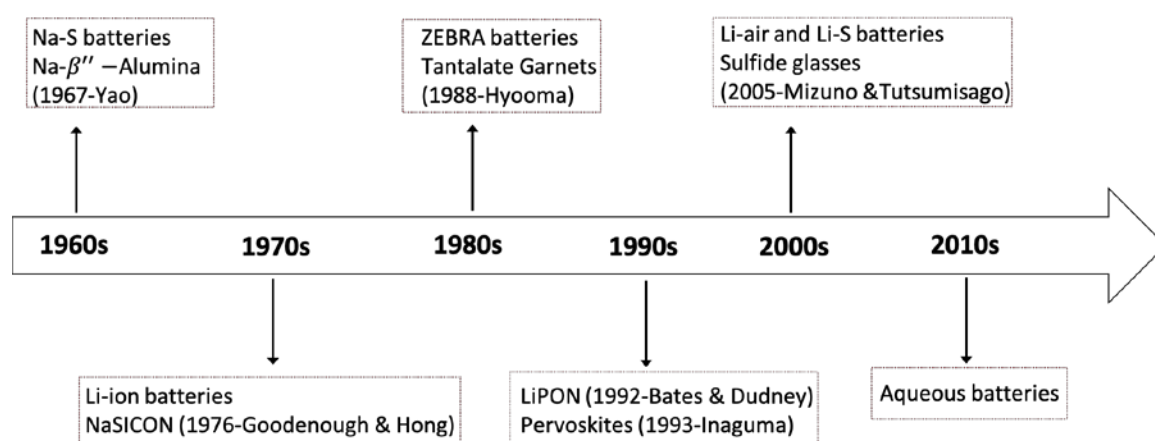 Na-S batteries
Na-β′′ −Alumina
(1967-Yao)
ZEBRA batteries
Tantalate Garnets
(1988-Hyooma)
Li-air and Li-S batteries
Sulfide glasses
(2005-Mizuno &Tutsumisago)
1960s 1970s 1980s 1990s 2000s 2010s
Li-ion batteries
NaSICON (1976-Goodenough & Hong)
LiPON (1992-Bates & Dudney)
Pervoskites (1993-Inaguma)
Aqueous batteries